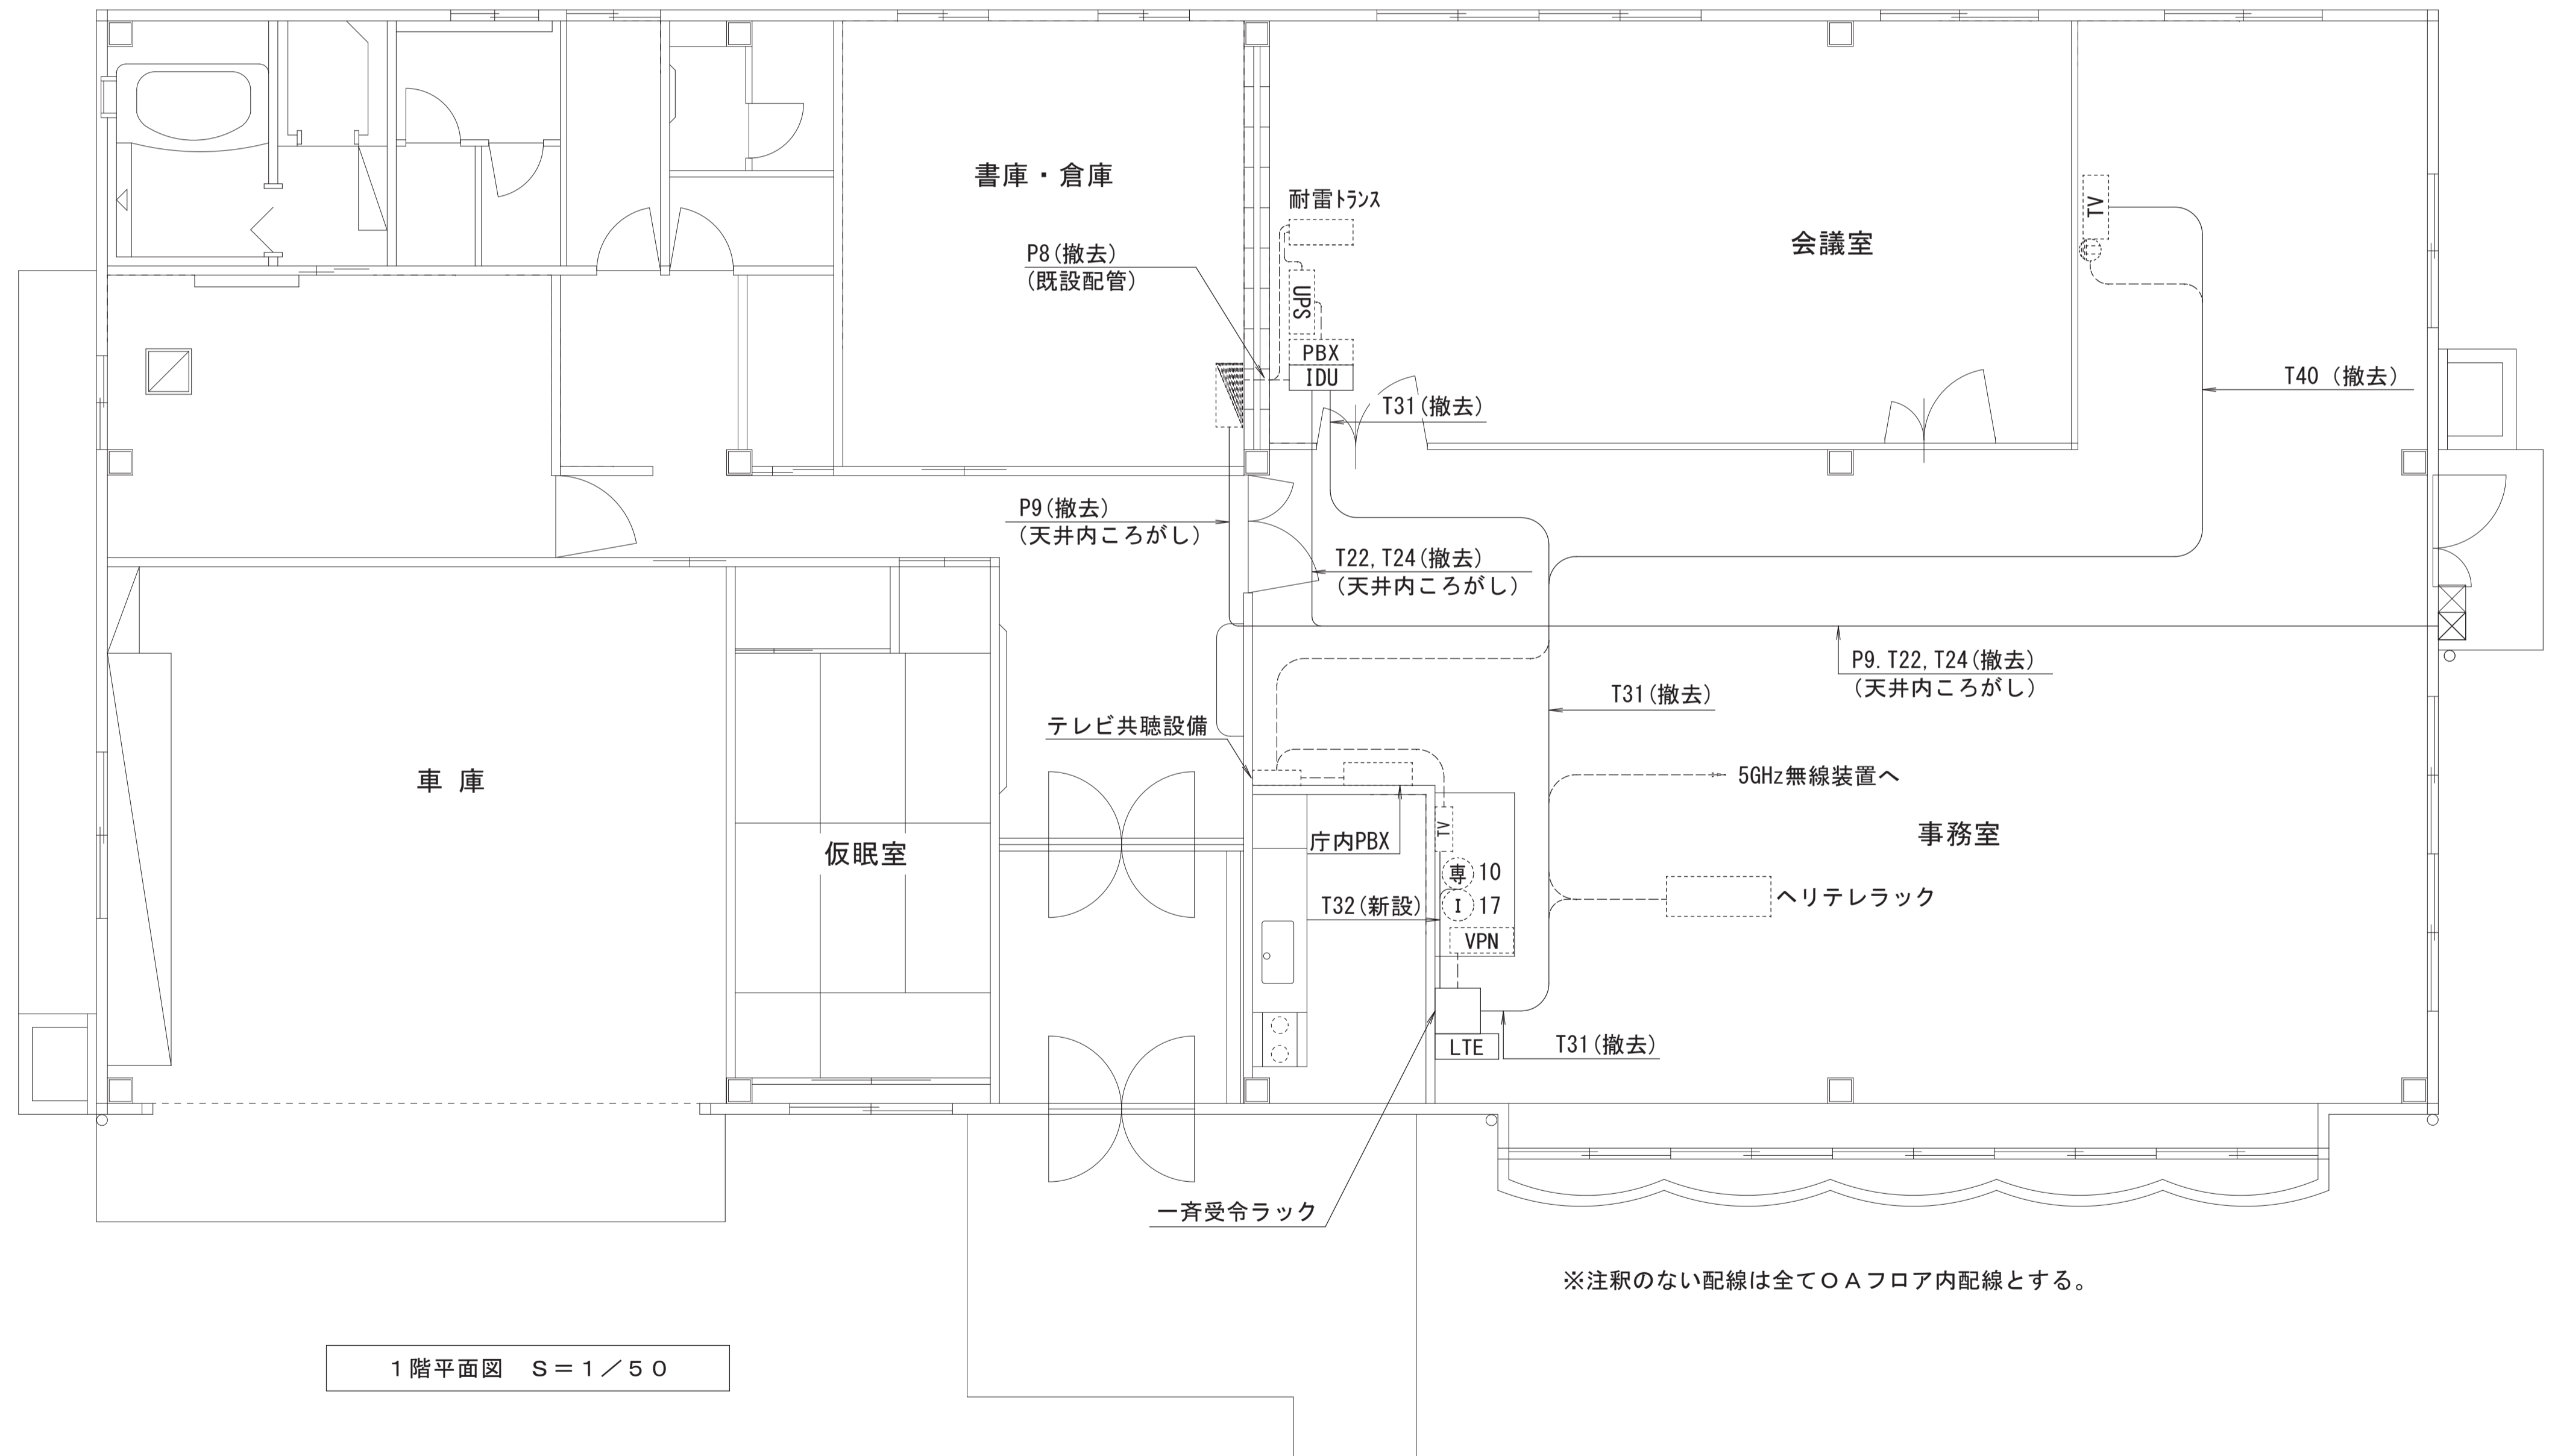 書庫・倉庫
耐雷ﾄﾗﾝｽ
TV
会議室
P8(撤去)
(既設配管)
UPS
PBX
IDU
T40 (撤去)
T31(撤去)
P9(撤去)
(天井内ころがし)
T22,T24(撤去)
(天井内ころがし)
P9.T22,T24(撤去)
(天井内ころがし)
T31(撤去)
テレビ共聴設備
車 庫
5GHz無線装置へ
TV
事務室
庁内PBX
仮眠室
専 10
T32(新設)
I 17
ヘリテレラック
VPN
LTE
T31(撤去)
一斉受令ラック
※注釈のない配線は全てＯＡフロア内配線とする。
１階平面図　Ｓ＝１／５０